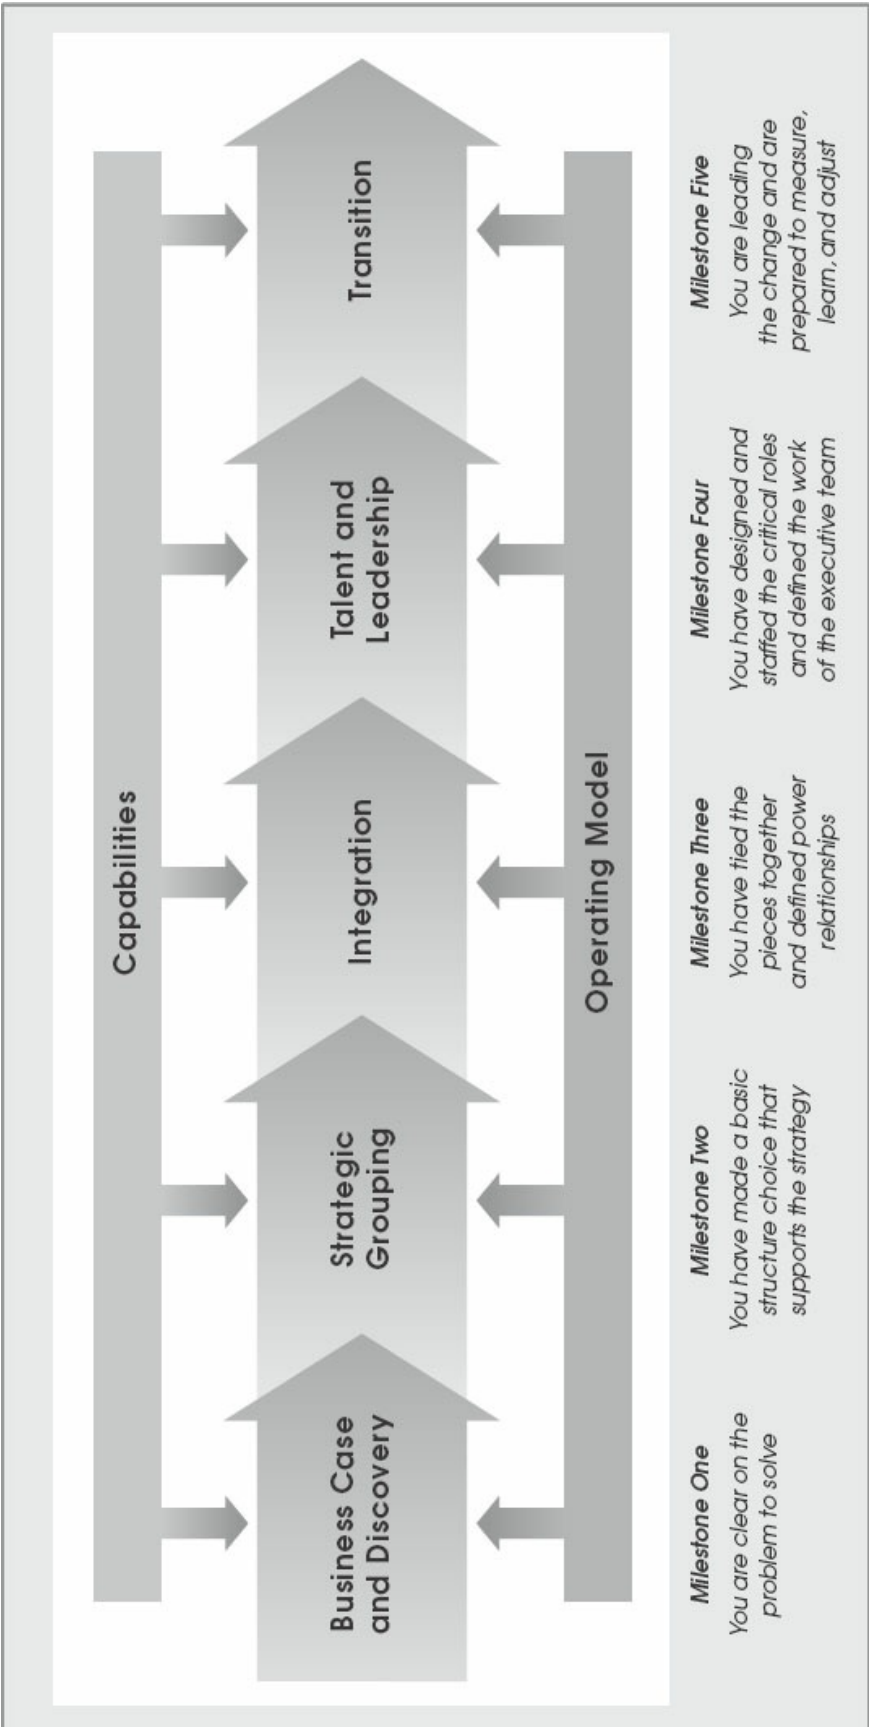 Capabilities
Business Case
and Discovery
Strategic
Grouping
Integration
Talent and
Leadership
Transition
Operating Model
Milestone One
You are clear on the
problem to solve
Milestone Two
You have made a basic
structure choice that
supports the strategy
Milestone Three
You have tied the
pieces together
and defined power
relationships
Milestone Four
You have designed and
staffed the critical roles
and defined the work
of the executive team
Milestone Five
You are leading
the change and are
prepared to measure,
learn, and adjust